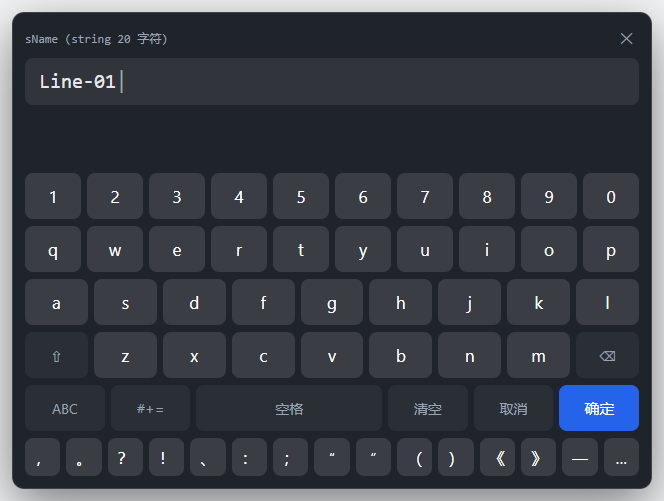 sName (string 20 字符)
Line-01
1 2 3 4 5 6 7 8 9 0
q w e r t y u i o p
a s d f g h j k l
⇧ z x c v b n m ⌫
ABC #+= 空格 清空 取消 确定
， 。 ？ ！ 、 ： ； “ ” （ ） 《 》 — …